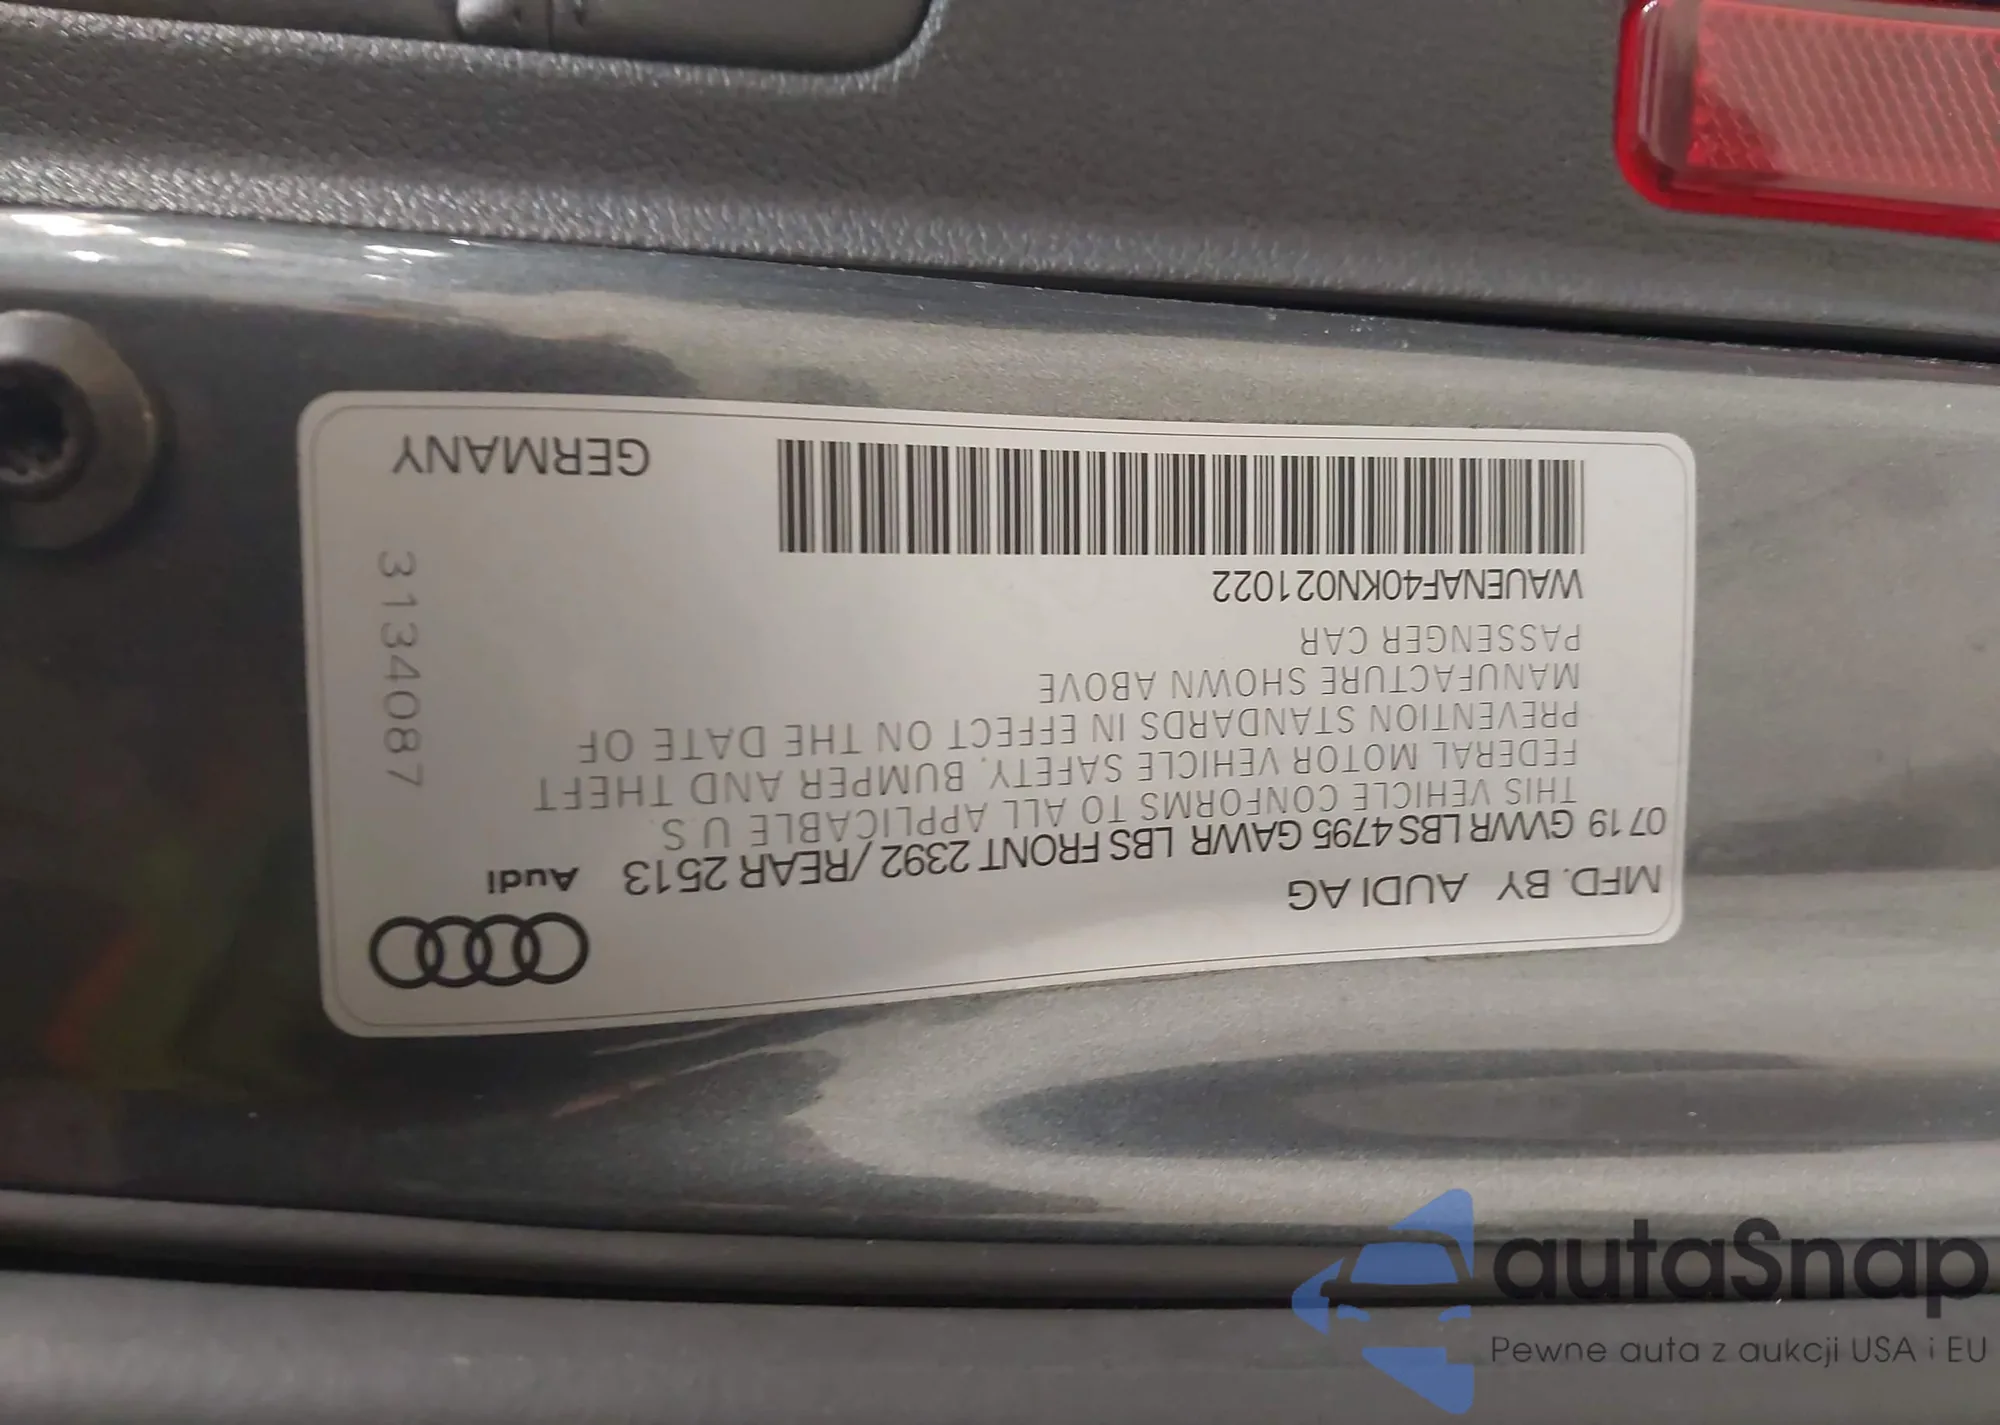 MFD. BY AUDI AG
Audi
07 19 GVWR LBS 4795 GAWR LBS FRONT 2392 / REAR 2513
THIS VEHICLE CONFORMS TO ALL APPLICABLE U.S.
FEDERAL MOTOR VEHICLE SAFETY, BUMPER AND THEFT
PREVENTION STANDARDS IN EFFECT ON THE DATE OF
MANUFACTURE SHOWN ABOVE
PASSENGER CAR
WAUENAF40KN021022
GERMANY
3134087
autaSnap
Pewne auta z aukcji USA i EU